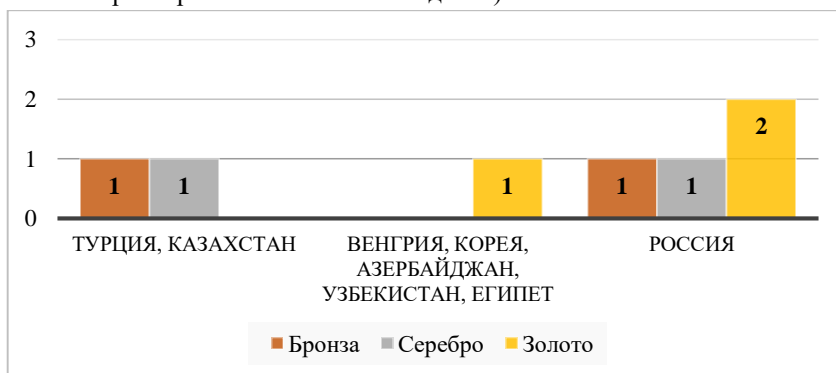 3
2
1
0
2
1
1
1
1
1
ТУРЦИЯ, КАЗАХСТАН
ВЕНГРИЯ, КОРЕЯ,
АЗЕРБАЙДЖАН,
УЗБЕКИСТАН, ЕГИПЕТ
РОССИЯ
Бронза Серебро Золото